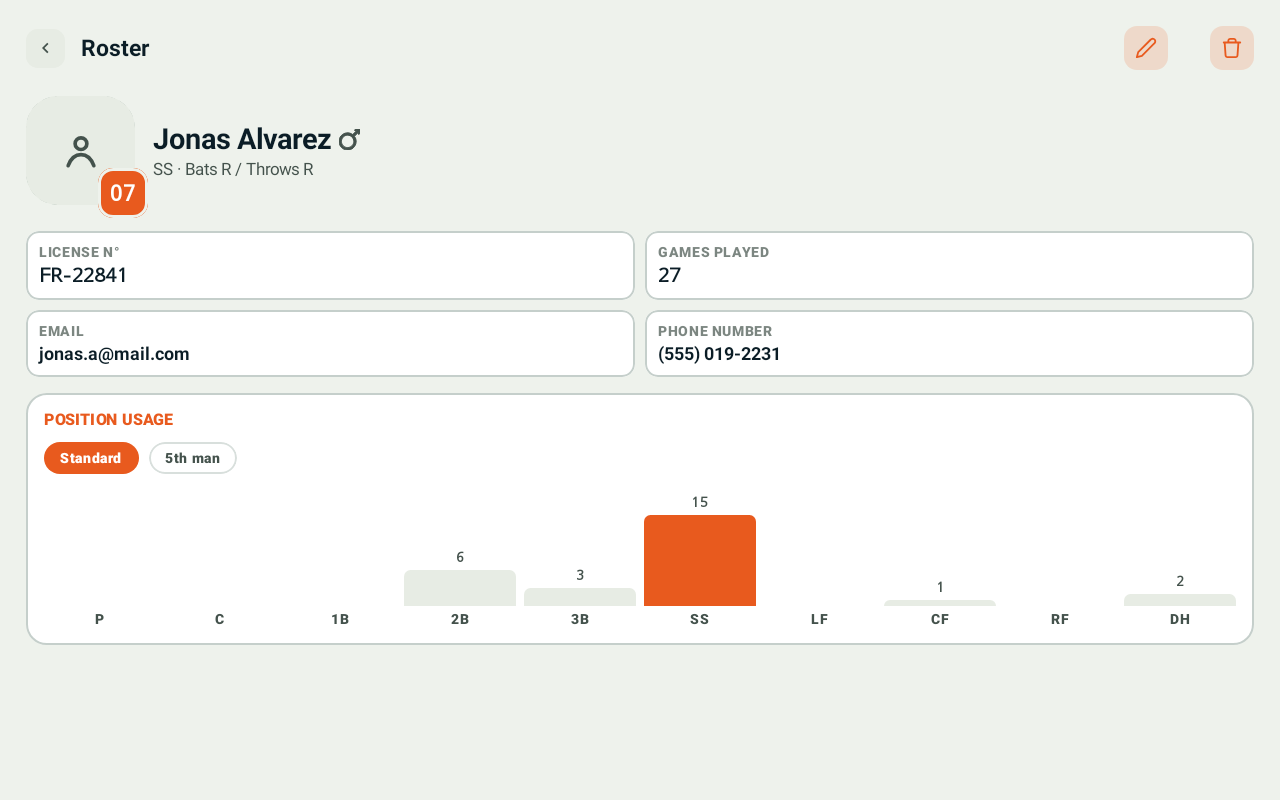 Roster
Jonas Alvarez
SS · Bats R / Throws R
07
LICENSE N°
FR-22841
GAMES PLAYED
27
EMAIL
jonas.a@mail.com
PHONE NUMBER
(555) 019-2231
POSITION USAGE
Standard
5th man
6
3
15
1
2
P
C
1B
2B
3B
SS
LF
CF
RF
DH